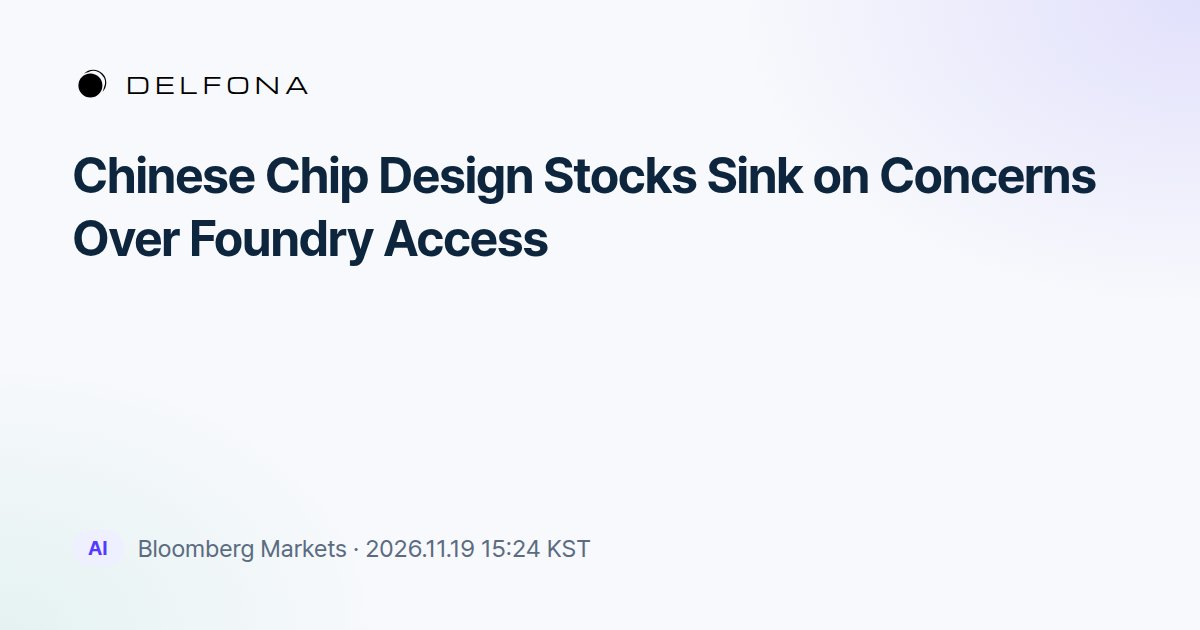 DELFONA
Chinese Chip Design Stocks Sink on Concerns
Over Foundry Access
AI Bloomberg Markets · 2026.11.19 15:24 KST